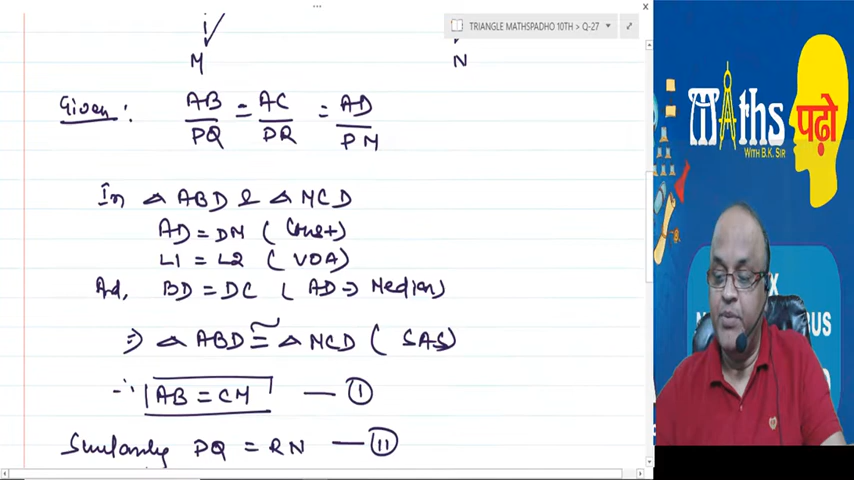 TRIANGLE MATHSPADHO 10TH > Q-27
M
N
Given : AB/PQ = AC/PR = AD/PM
In △ ABD & △ MCD
AD = DM ( Const )
∠1 = ∠2 ( VOA )
And, BD = DC ( AD ⇒ Median )
⇒ △ ABD ≅ △ MCD ( SAS )
∴ AB = CM — ①
Similarly PQ = RN — ⑪
Maths पढ़ो
WITH B.K. SIR
X
N
US